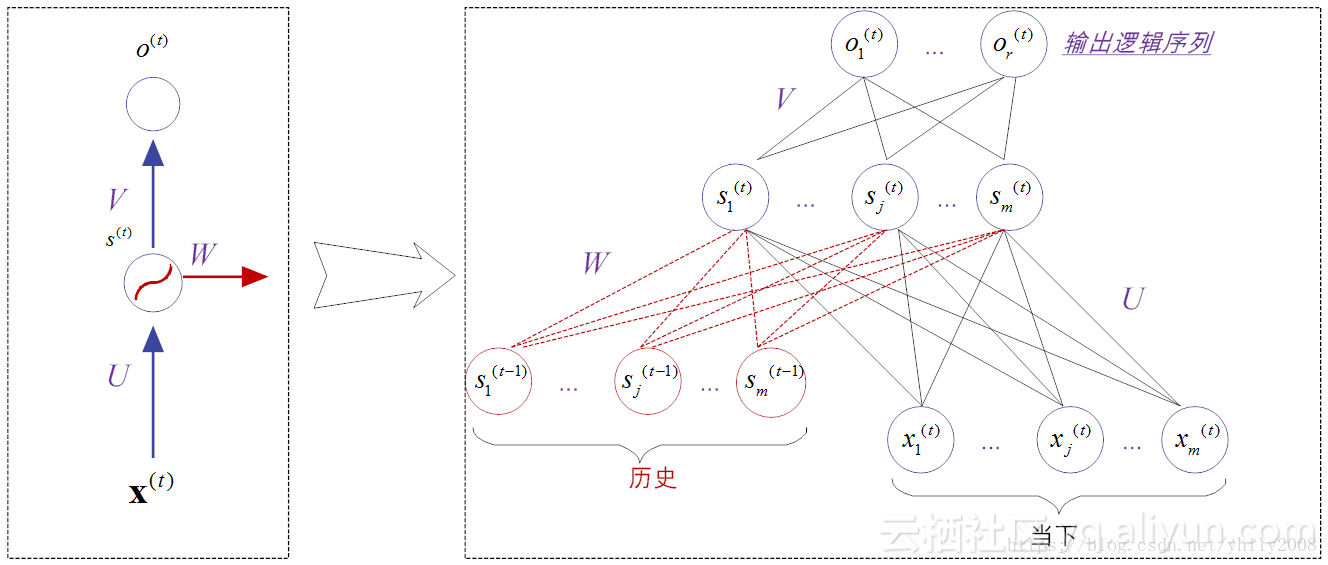 o^(t)
V
s^(t)
W
U
x^(t)
o_1^(t) ... o_r^(t) 输出逻辑序列
V
s_1^(t) ... s_j^(t) ... s_m^(t)
W
U
s_1^(t-1) ... s_j^(t-1) ... s_m^(t-1)
x_1^(t) ... x_j^(t) ... x_m^(t)
历史
当下
云栖社区 yq.aliyun.com
https://blog.csdn.net/yhily2008